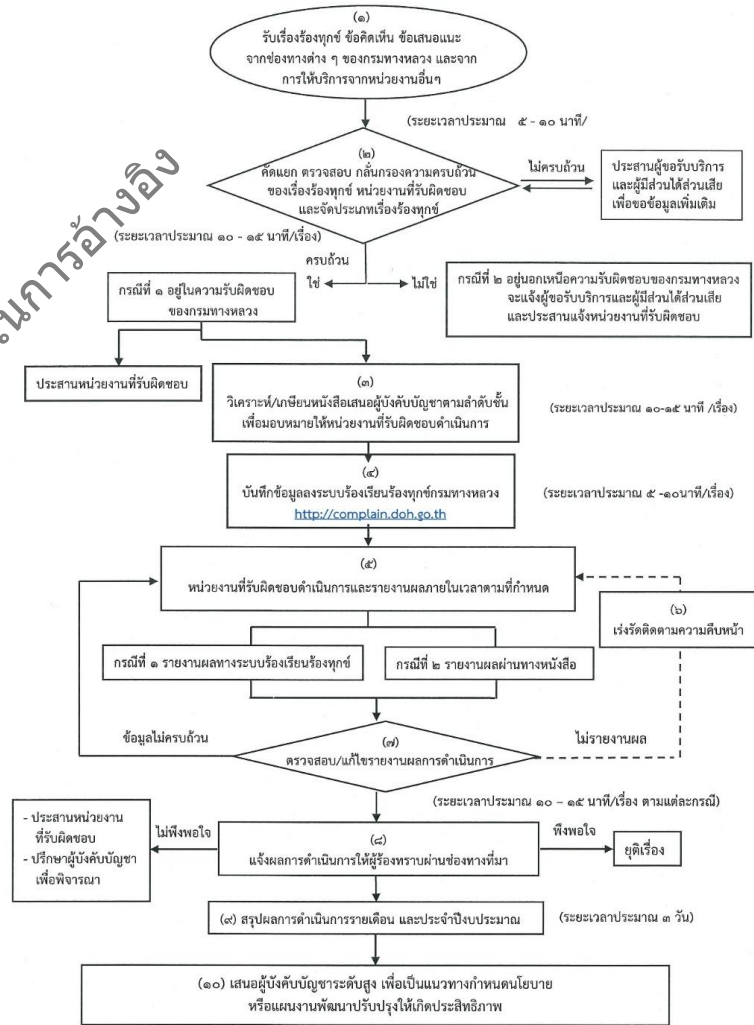 (๑)
รับเรื่องร้องทุกข์ ข้อคิดเห็น ข้อเสนอแนะ
จากช่องทางต่าง ๆ ของกรมทางหลวง และจาก
การให้บริการจากหน่วยงานอื่นๆ
(ระยะเวลาประมาณ ๕ - ๑๐ นาที/
(๒)
คัดแยก ตรวจสอบ กลั่นกรองความครบถ้วน
ของเรื่องร้องทุกข์ หน่วยงานที่รับผิดชอบ
และจัดประเภทเรื่องร้องทุกข์
ไม่ครบถ้วน
ประสานผู้ขอรับบริการ
และผู้มีส่วนได้ส่วนเสีย
เพื่อขอข้อมูลเพิ่มเติม
(ระยะเวลาประมาณ ๑๐ - ๑๕ นาที/เรื่อง)
ครบถ้วน
ใช่
ไม่ใช่
กรณีที่ ๑ อยู่ในความรับผิดชอบ
ของกรมทางหลวง
กรณีที่ ๒ อยู่นอกเหนือความรับผิดชอบของกรมทางหลวง
จะแจ้งผู้ขอรับบริการและผู้มีส่วนได้ส่วนเสีย
และประสานแจ้งหน่วยงานที่รับผิดชอบ
นการอ้างอิง
ประสานหน่วยงานที่รับผิดชอบ
(๓)
วิเคราะห์/เกษียนหนังสือเสนอผู้บังคับบัญชาตามลำดับชั้น
เพื่อมอบหมายให้หน่วยงานที่รับผิดชอบดำเนินการ
(ระยะเวลาประมาณ ๑๐-๑๕ นาที /เรื่อง)
(๔)
บันทึกข้อมูลลงระบบร้องเรียนร้องทุกข์กรมทางหลวง
http://complain.doh.go.th
(ระยะเวลาประมาณ ๕ -๑๐นาที/เรื่อง)
(๕)
หน่วยงานที่รับผิดชอบดำเนินการและรายงานผลภายในเวลาตามที่กำหนด
(๖)
เร่งรัดติดตามความคืบหน้า
กรณีที่ ๑ รายงานผลทางระบบร้องเรียนร้องทุกข์
กรณีที่ ๒ รายงานผลผ่านทางหนังสือ
ข้อมูลไม่ครบถ้วน
(๗)
ตรวจสอบ/แก้ไขรายงานผลการดำเนินการ
ไม่รายงานผล
(ระยะเวลาประมาณ ๑๐ – ๑๕ นาที/เรื่อง ตามแต่ละกรณี)
- ประสานหน่วยงาน
ที่รับผิดชอบ
- ปรึกษาผู้บังคับบัญชา
เพื่อพิจารณา
ไม่พึงพอใจ
(๘)
แจ้งผลการดำเนินการให้ผู้ร้องทราบผ่านช่องทางที่มา
พึงพอใจ
ยุติเรื่อง
(๙) สรุปผลการดำเนินการรายเดือน และประจำปีงบประมาณ
(ระยะเวลาประมาณ ๓ วัน)
(๑๐) เสนอผู้บังคับบัญชาระดับสูง เพื่อเป็นแนวทางกำหนดนโยบาย
หรือแผนงานพัฒนาปรับปรุงให้เกิดประสิทธิภาพ